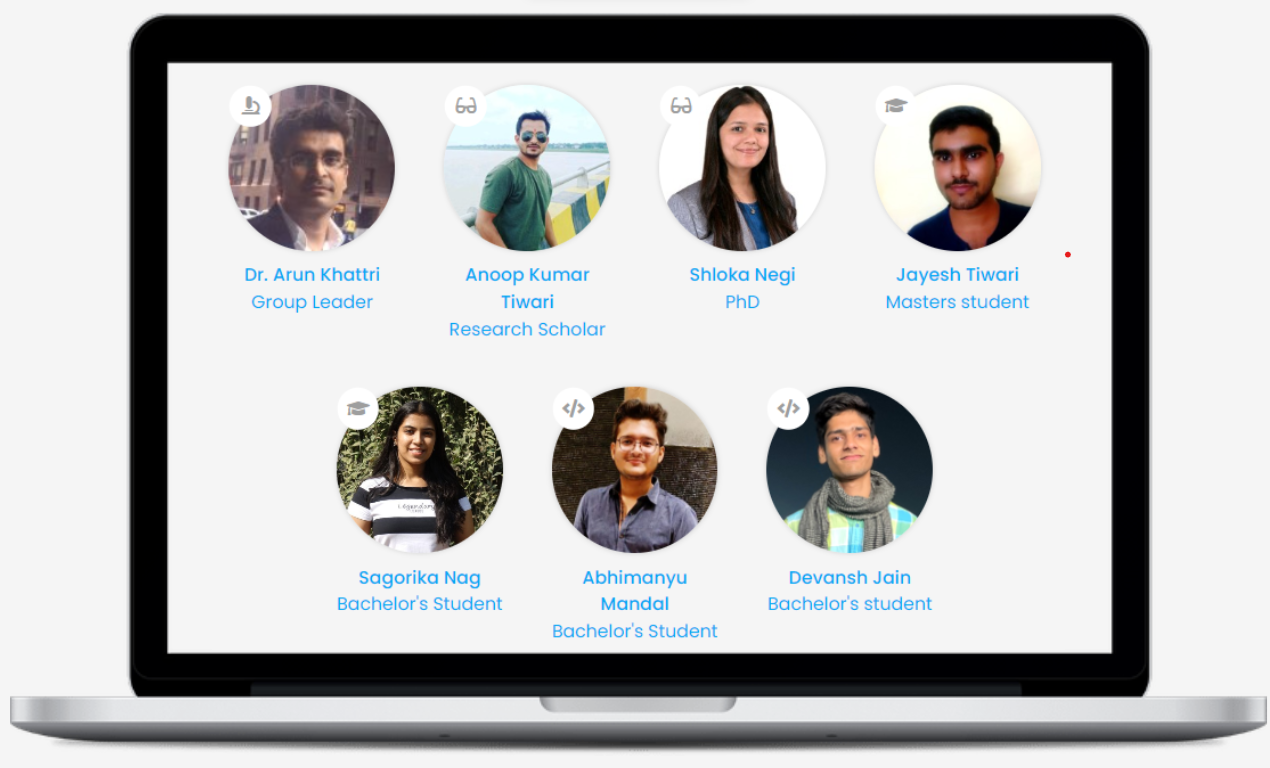 Dr. Arun Khattri
Group Leader
Anoop Kumar
Tiwari
Research Scholar
Shloka Negi
PhD
Jayesh Tiwari
Masters student
Sagorika Nag
Bachelor's Student
Abhimanyu
Mandal
Bachelor's Student
Devansh Jain
Bachelor's student